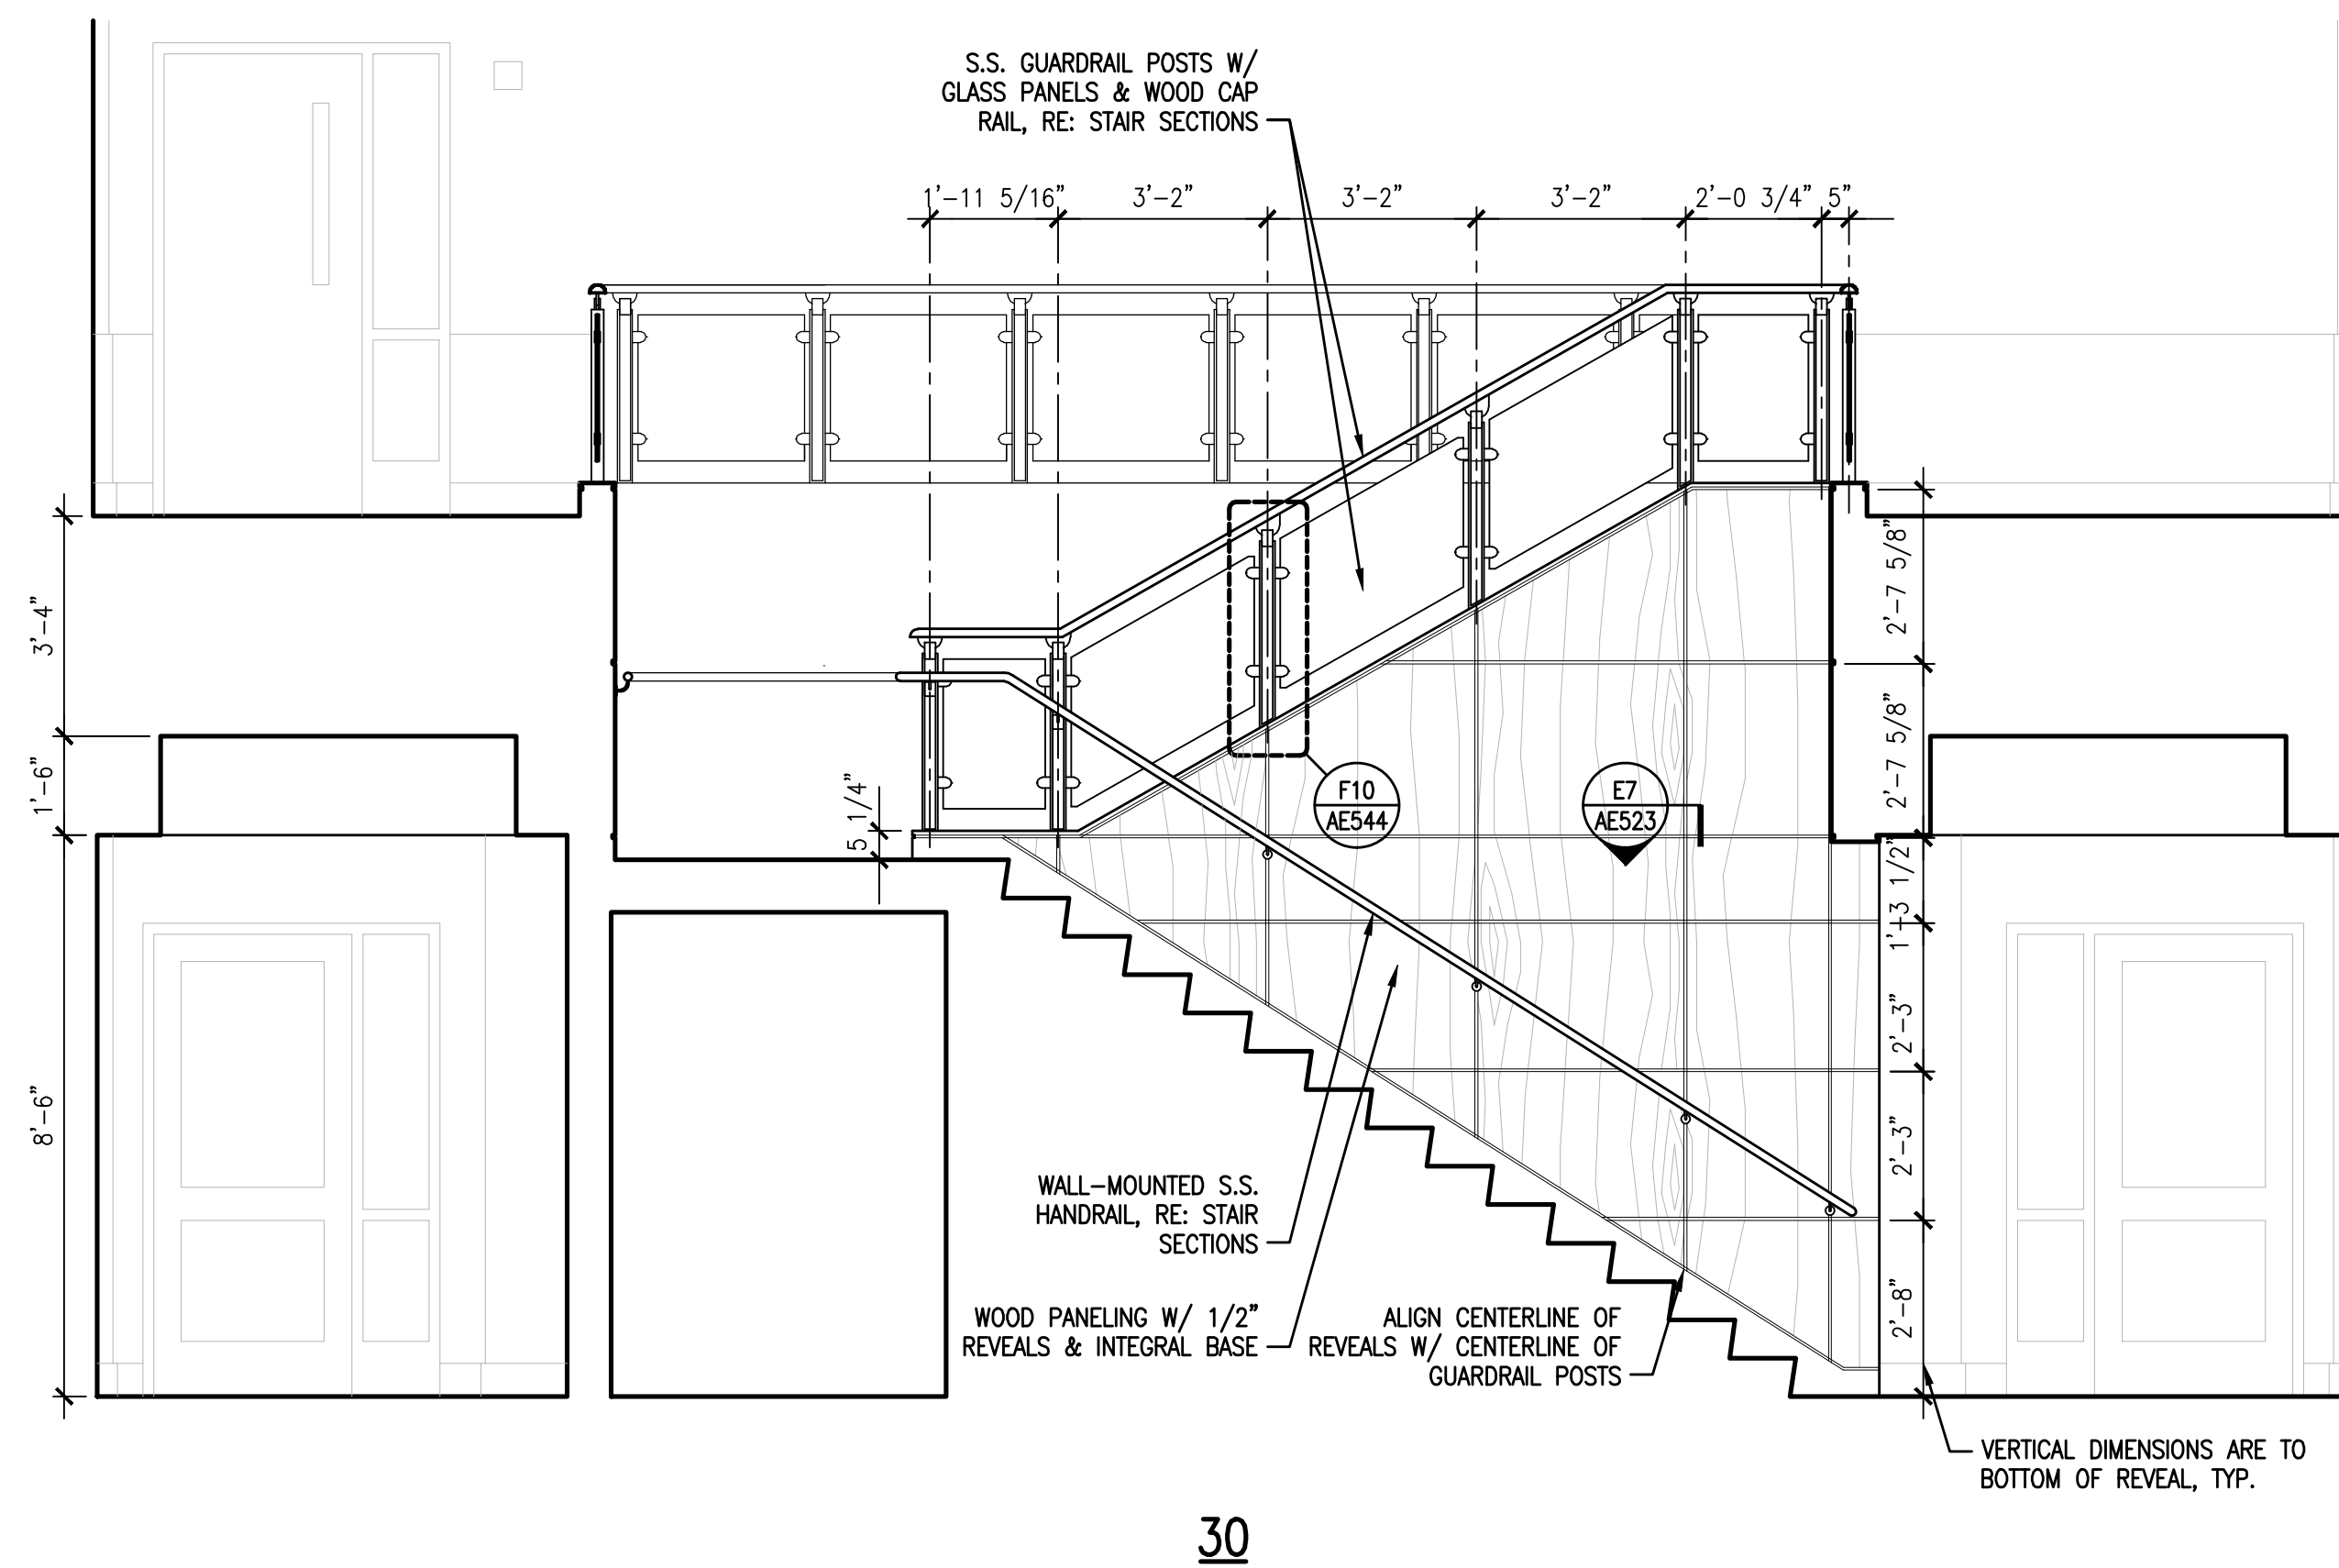 S.S. GUARDRAIL POSTS W/
GLASS PANELS & WOOD CAP
RAIL, RE: STAIR SECTIONS
1'-11 5/16"
3'-2"
3'-2"
3'-2"
2'-0 3/4"
5"
3'-4"
1'-6"
8'-6"
5 1/4"
2'-7 5/8"
2'-7 5/8"
1'-3 1/2"
2'-3"
2'-3"
2'-8"
F10
AE544
E7
AE523
WALL-MOUNTED S.S.
HANDRAIL, RE: STAIR
SECTIONS
WOOD PANELING W/ 1/2"
REVEALS & INTEGRAL BASE
ALIGN CENTERLINE OF
REVEALS W/ CENTERLINE OF
GUARDRAIL POSTS
VERTICAL DIMENSIONS ARE TO
BOTTOM OF REVEAL, TYP.
30